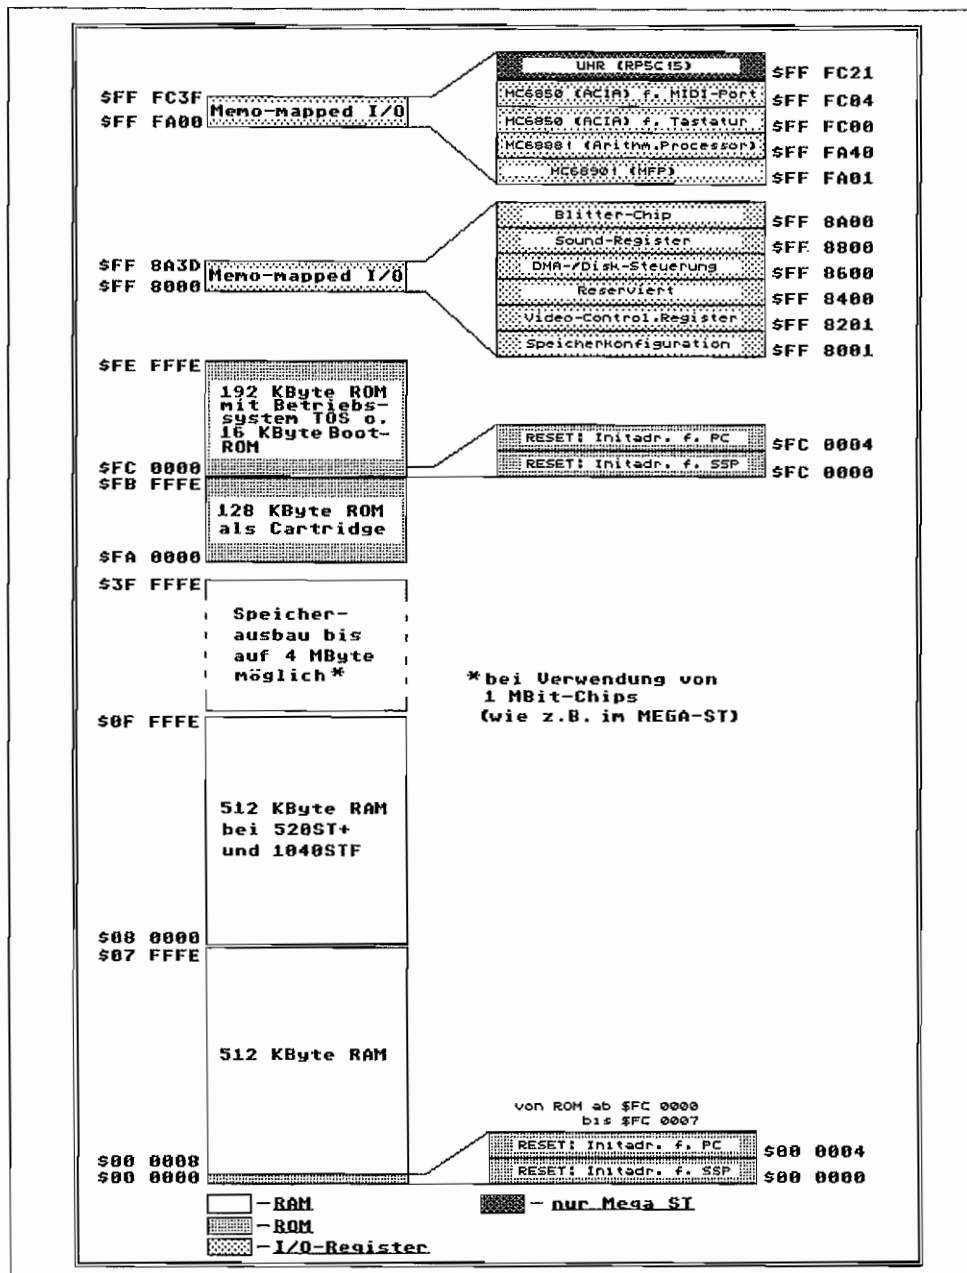 UHR (RP5C15)
$FF FC21
$FF FC3F
Memo-mapped I/O
$FF FA00
MC6850 (ACIA) f. MIDI-Port
$FF FC04
MC6850 (ACIA) f. Tastatur
$FF FC00
MC68881 (Arithm.Processor)
$FF FA40
MC68901 (MFP)
$FF FA01
Blitter-Chip
$FF 8A00
Sound-Register
$FF 8800
$FF 8A3D
Memo-mapped I/O
$FF 8000
DMA-/Disk-Steuerung
$FF 8600
Reserviert
$FF 8400
Video-Control.Register
$FF 8201
Speicherkonfiguration
$FF 8001
$FE FFFE
192 KByte ROM
mit Betriebs-
system TOS o.
16 KByte Boot-
ROM
$FC 0000
RESET: Initadr. f. PC
$FC 0004
RESET: Initadr. f. SSP
$FC 0000
$FB FFFE
128 KByte ROM
als Cartridge
$FA 0000
$3F FFFE
Speicher-
ausbau bis
auf 4 MByte
möglich*
*bei Verwendung von
1 MBit-Chips
(wie z.B. im MEGA-ST)
$0F FFFE
512 KByte RAM
bei 520ST+
und 1040STF
$08 0000
$07 FFFE
512 KByte RAM
von ROM ab $FC 0000
bis $FC 0007
RESET: Initadr. f. PC
$00 0004
RESET: Initadr. f. SSP
$00 0000
$00 0008
$00 0000
-RAM
-ROM
-I/O-Register
- nur Mega ST